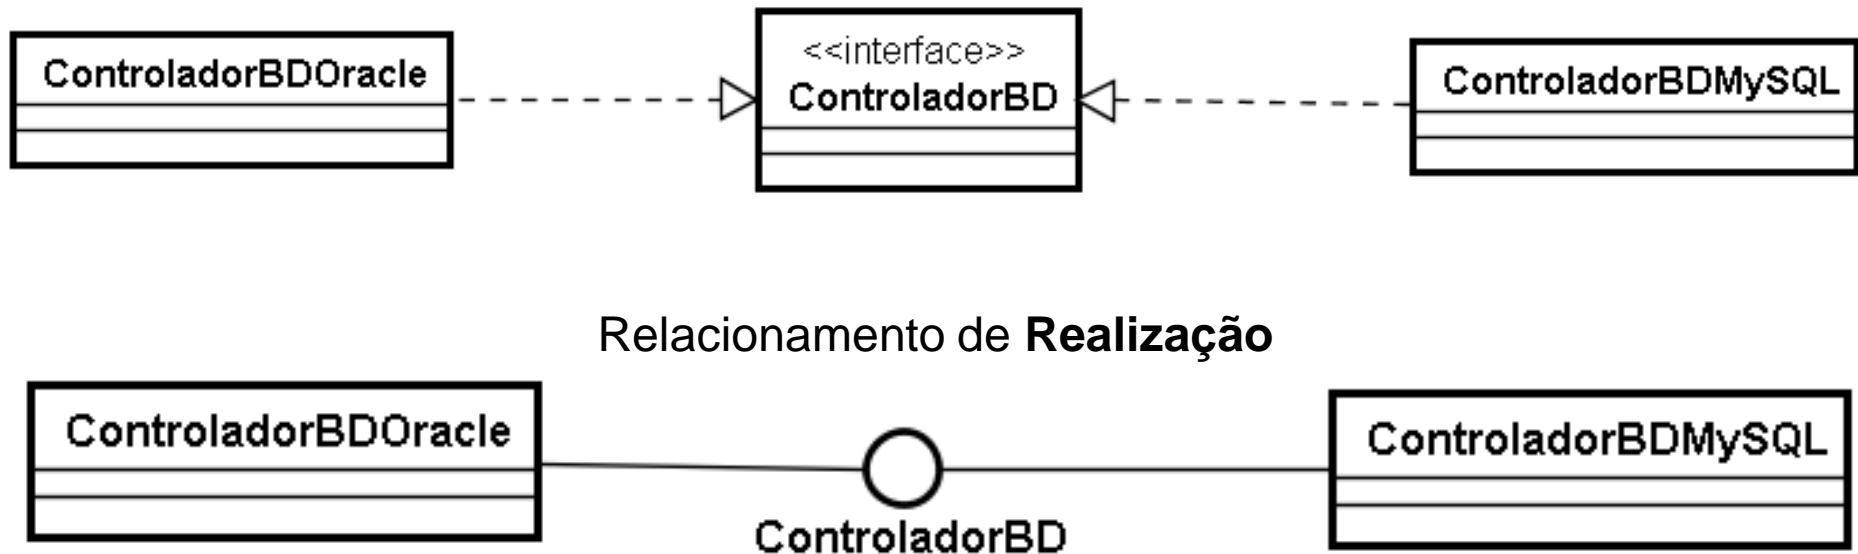 ControladorBDOracle
<<interface>>
ControladorBD
ControladorBDMySQL
Relacionamento de Realização
ControladorBDOracle
ControladorBD
ControladorBDMySQL